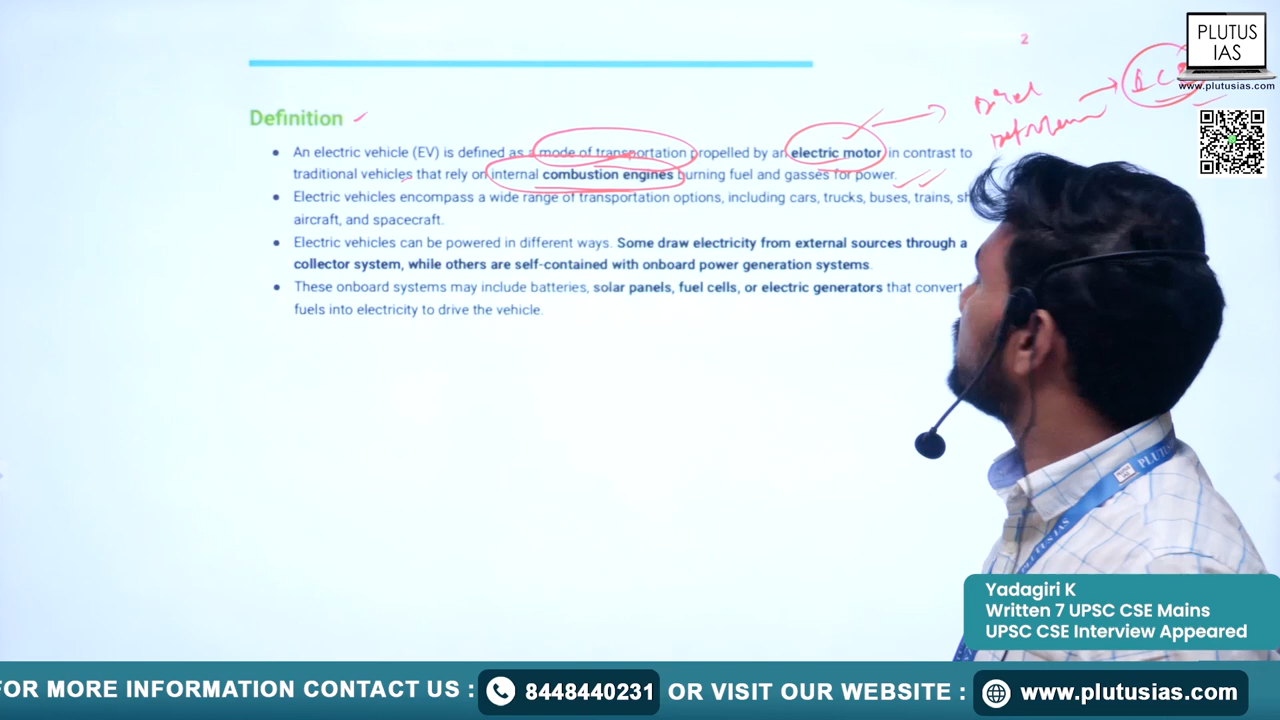 2
PLUTUS
IAS
www.plutusias.com
Definition
• An electric vehicle (EV) is defined as a mode of transportation propelled by an electric motor in contrast to
traditional vehicles that rely on internal combustion engines burning fuel and gasses for power.
• Electric vehicles encompass a wide range of transportation options, including cars, trucks, buses, trains,
aircraft, and spacecraft.
• Electric vehicles can be powered in different ways. Some draw electricity from external sources through a
collector system, while others are self-contained with onboard power generation systems.
• These onboard systems may include batteries, solar panels, fuel cells, or electric generators that convert
fuels into electricity to drive the vehicle.
PLUTUS
Yadagiri K
Written 7 UPSC CSE Mains
UPSC CSE Interview Appeared
FOR MORE INFORMATION CONTACT US : 8448440231 OR VISIT OUR WEBSITE : www.plutusias.com